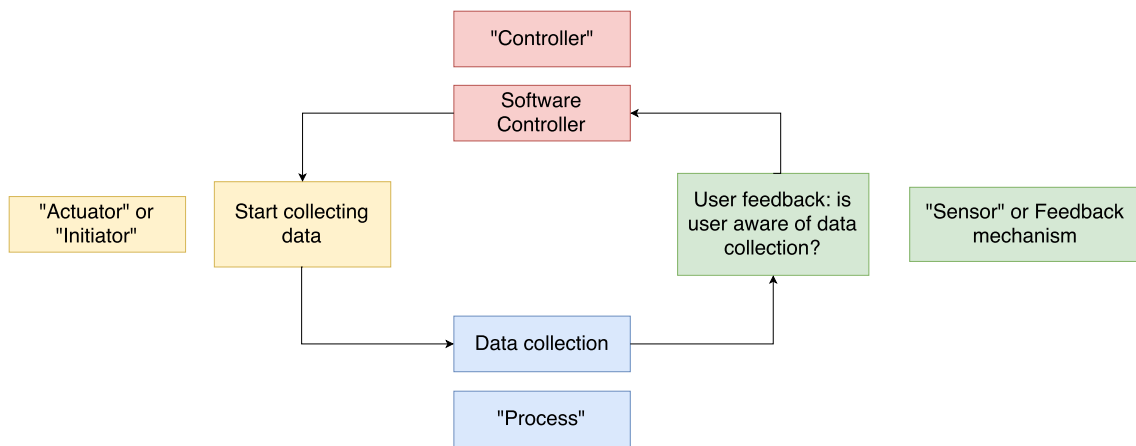 "Controller"
Software
Controller
"Actuator" or
"Initiator"
Start collecting
data
User feedback: is
user aware of data
collection?
"Sensor" or Feedback
mechanism
Data collection
"Process"